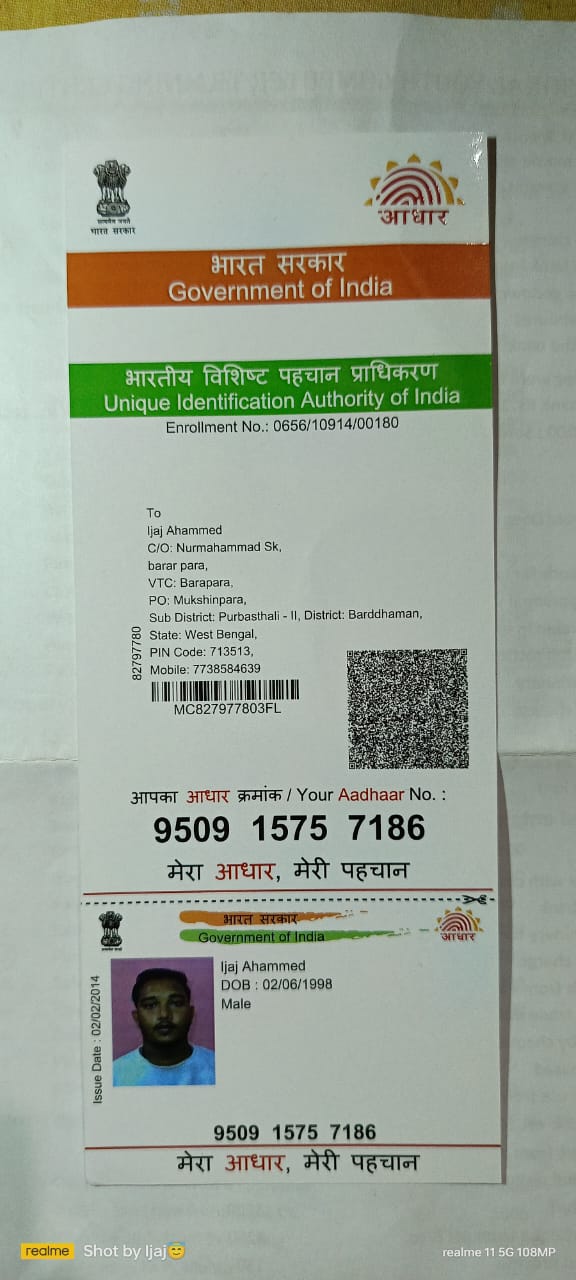 सत्यमेव जयते
भारत सरकार
आधार
भारत सरकार
Government of India
भारतीय विशिष्ट पहचान प्राधिकरण
Unique Identification Authority of India
Enrollment No.: 0656/10914/00180
To
Ijaj Ahammed
C/O: Nurmahammad Sk,
barar para,
VTC: Barapara,
PO: Mukshinpara,
Sub District: Purbasthali - II, District: Barddhaman,
State: West Bengal,
PIN Code: 713513,
Mobile: 7738584639
82797780
MC827977803FL
आपका आधार क्रमांक / Your Aadhaar No. :
9509 1575 7186
मेरा आधार, मेरी पहचान
भारत सरकार
Government of India
आधार
Issue Date : 02/02/2014
Ijaj Ahammed
DOB : 02/06/1998
Male
9509 1575 7186
मेरा आधार, मेरी पहचान
realme Shot by Ijaj😇
realme 11 5G 108MP